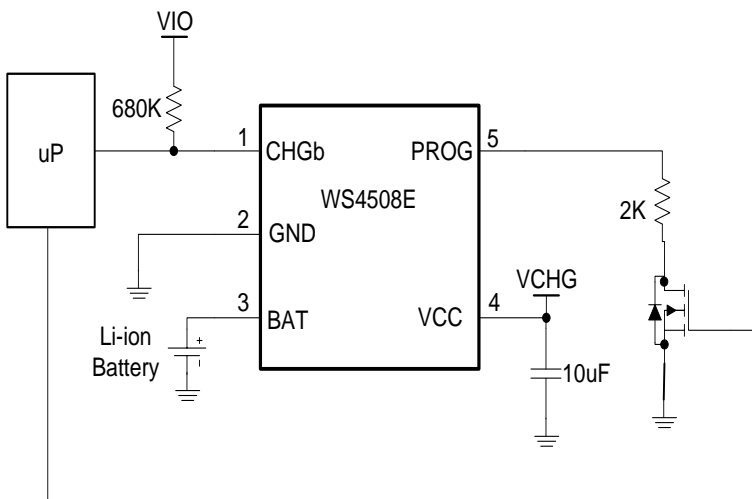 VIO
680K
uP
1
CHGb
PROG
5
WS4508E
2
GND
2K
VCHG
3
BAT
VCC
4
Li-ion
Battery
+
-
10uF